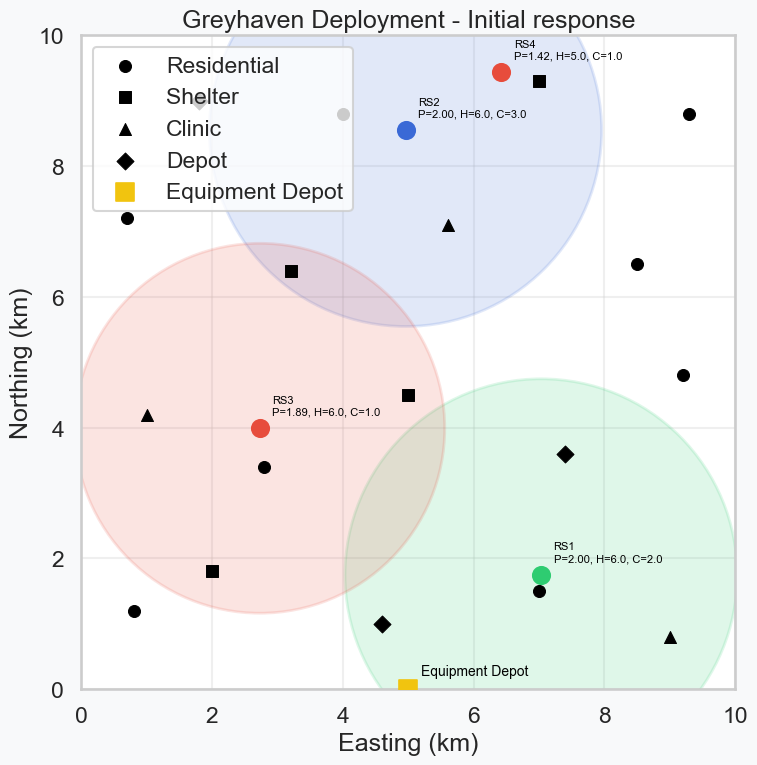 Greyhaven Deployment - Initial response
Residential
Shelter
Clinic
Depot
Equipment Depot
RS4
P=1.42, H=5.0, C=1.0
RS2
P=2.00, H=6.0, C=3.0
RS3
P=1.89, H=6.0, C=1.0
RS1
P=2.00, H=6.0, C=2.0
Equipment Depot
10
8
6
4
2
0
Northing (km)
0 2 4 6 8 10
Easting (km)